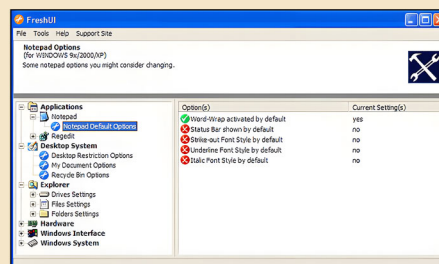 FreshUI
File Tools Help Support Site
Notepad Options
(for WINDOWS 9x/2000/XP)
Some notepad options you might consider changing.
Applications
Notepad
Notepad Default Options
Regedit
Desktop System
Desktop Restriction Options
My Document Options
Recycle Bin Options
Explorer
Drives Settings
Files Settings
Folders Settings
Hardware
Windows Interface
Windows System
Option(s) Current Setting(s)
Word-Wrap activated by default yes
Status Bar shown by default no
Strike-out Font Style by default no
Underline Font Style by default no
Italic Font Style by default no